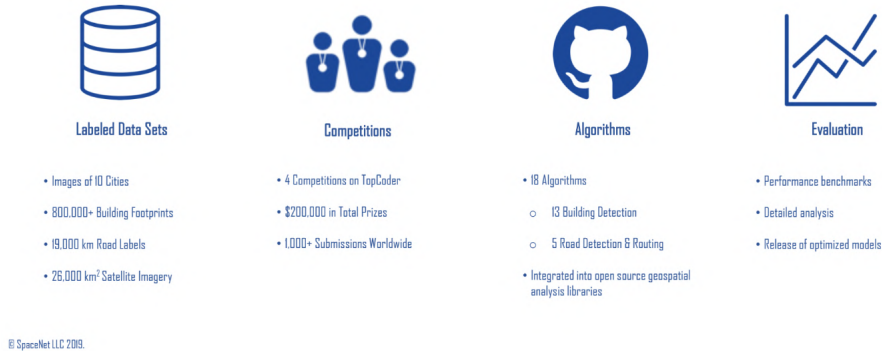 Labeled Data Sets
• Images of 10 Cities
• 800,000+ Building Footprints
• 19,000 km Road Labels
• 26,000 km² Satellite Imagery
Competitions
• 4 Competitions on TopCoder
• $200,000 in Total Prizes
• 1,000+ Submissions Worldwide
Algorithms
• 18 Algorithms
o 13 Building Detection
o 5 Road Detection & Routing
• Integrated into open source geospatial
analysis libraries
Evaluation
• Performance benchmarks
• Detailed analysis
• Release of optimized models
© SpaceNet LLC 2019.